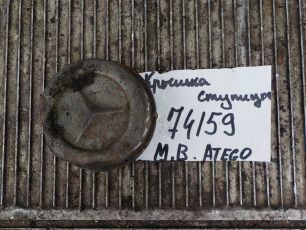 Крышка
ступицы
74159
M.B. ATEGO